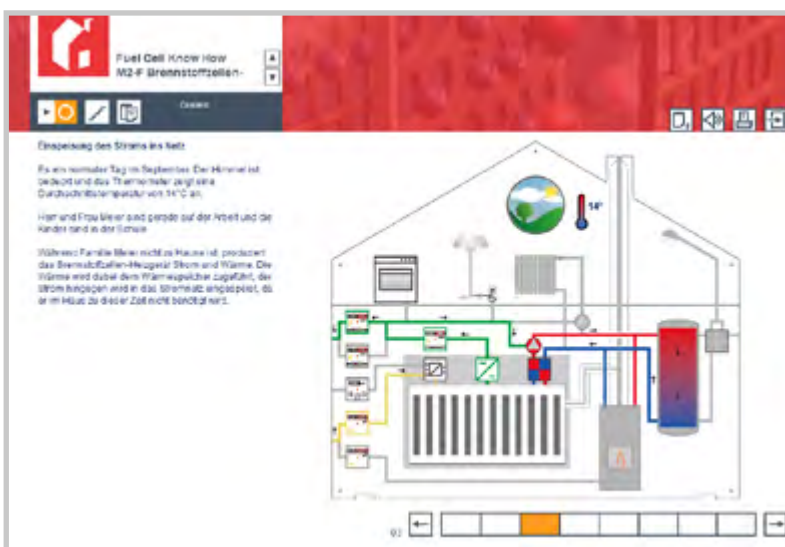 Fuel Cell Know How
M2-F Brennstoffzellen-
Einspeisung des Stroms ins Netz
Es ein normaler Tag im September. Der Himmel ist
bedeckt und das Thermometer zeigt eine
Durchschnittstemperatur von 14°C an.
Herr und Frau Meier sind gerade auf der Arbeit und die
Kinder sind in der Schule.
Während Familie Meier nicht zu Hause ist, produziert
das Brennstoffzellen-Heizgerät Strom und Wärme. Die
Wärme wird dabei dem Wärmespeicher zugeführt, der
Strom hingegen wird in das Stromnetz eingespeist, da
er im Haus zu dieser Zeit nicht benötigt wird.
14°